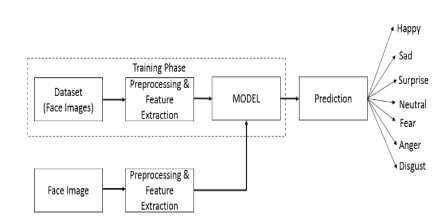 Training Phase
Dataset
(Face Images)
Preprocessing &
Feature
Extraction
MODEL
Prediction
Happy
Sad
Surprise
Neutral
Fear
Anger
Disgust
Face Image
Preprocessing &
Feature
Extraction